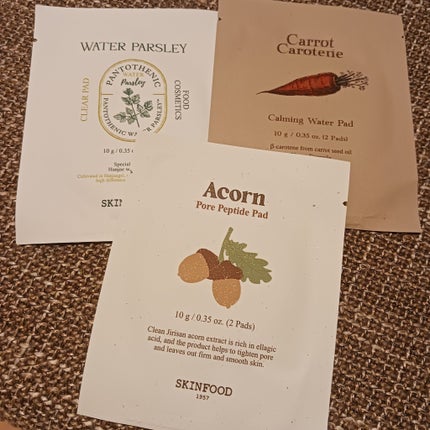 WATER PARSLEY
CLEAR PAD
PANTOTHENIC
WATER
Parsley
PANTOTHENIC WATER PARSLEY
FOOD
COSMETICS
10 g / 0.35
Special
SKINF
Carrot
Carotene
Calming Water Pad
10 g / 0.35 oz. (2 Pads)
β-carotene from carrot seed oil
Acorn
Pore Peptide Pad
10 g / 0.35 oz. (2 Pads)
Clean Jirisan acorn extract is rich in ellagic
acid, and the product helps to tighten pore
and leaves out firm and smooth skin.
SKINFOOD
1957